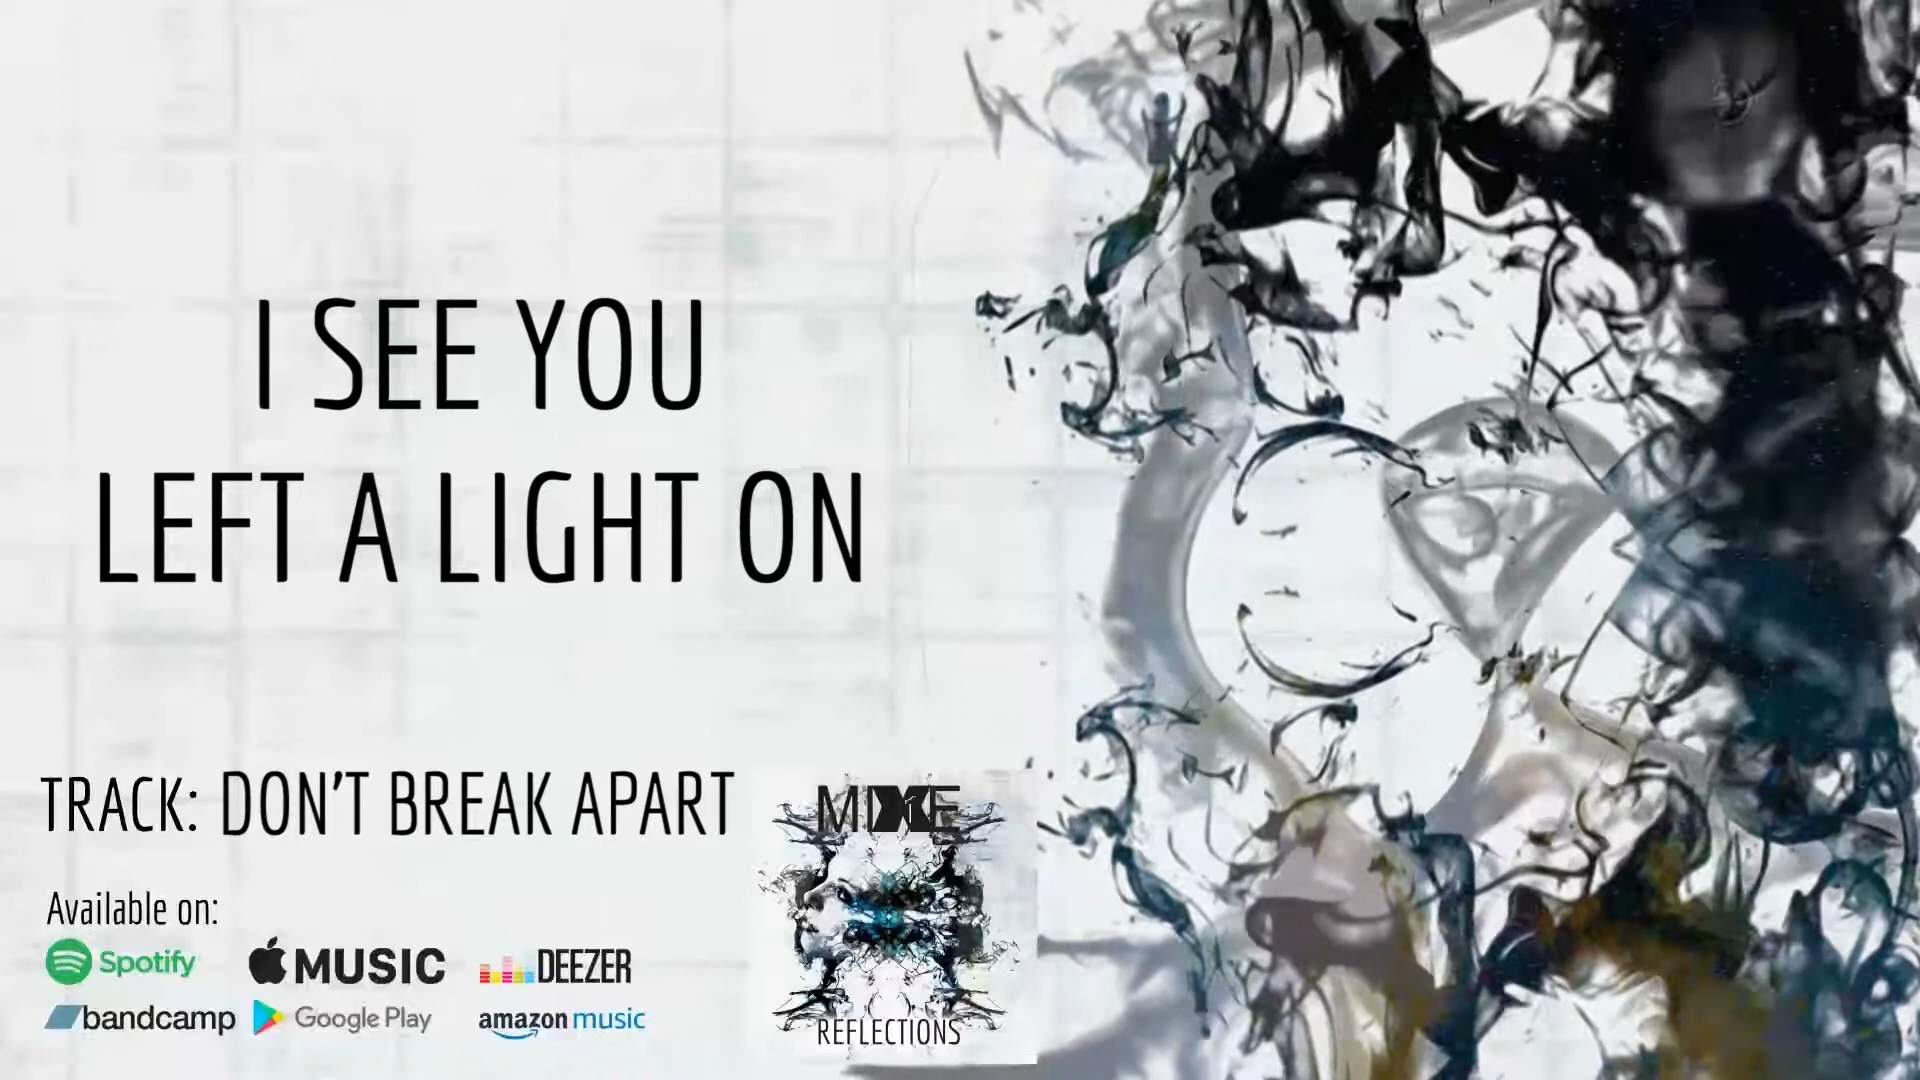 I SEE YOU
LEFT A LIGHT ON
TRACK: DON'T BREAK APART
Available on:
Spotify MUSIC DEEZER
bandcamp Google Play amazon music
REFLECTIONS